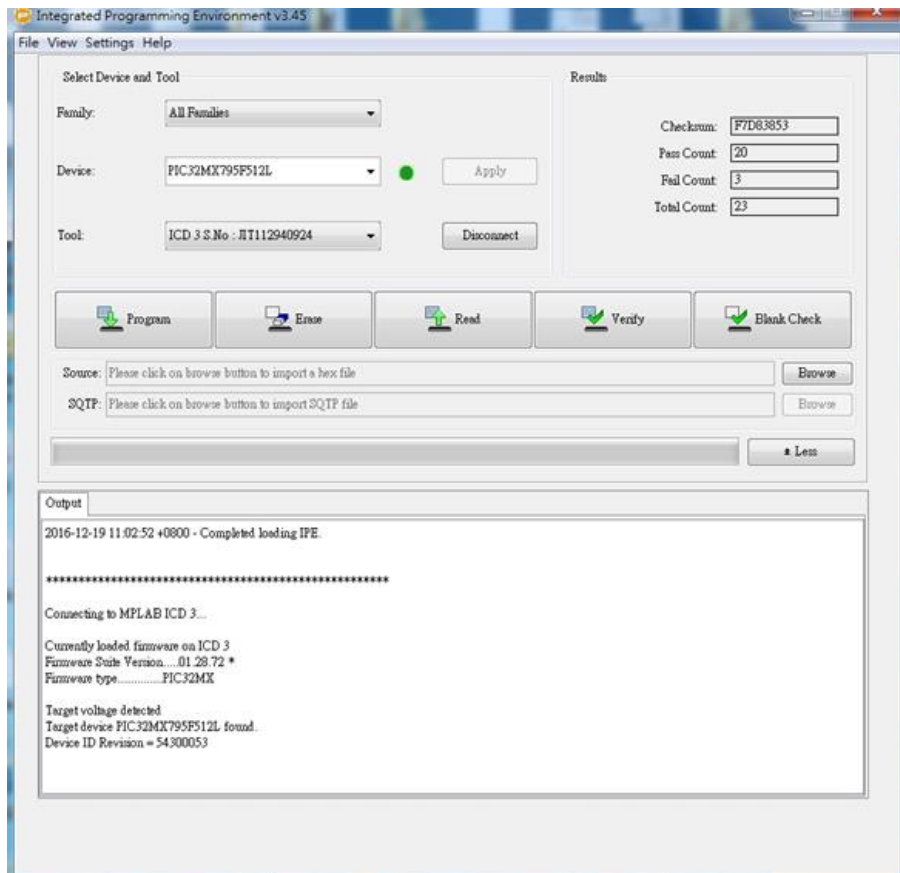 Integrated Programming Environment v3.45
File View Settings Help
Select Device and Tool
Family: All Families
Device: PIC32MX795F512L Apply
Tool: ICD 3 S.No : JIT112940924 Disconnect
Results
Checksum: F7D83853
Pass Count: 20
Fail Count: 3
Total Count: 23
Program Erase Read Verify Blank Check
Source: Please click on browse button to import a hex file Browse
SQTP: Please click on browse button to import SQTP file Browse
Less
Output
2016-12-19 11:02:52 +0800 - Completed loading IPE.
*****************************************************
Connecting to MPLAB ICD 3...
Currently loaded firmware on ICD 3
Firmware Suite Version.....01.28.72 *
Firmware type..............PIC32MX
Target voltage detected
Target device PIC32MX795F512L found.
Device ID Revision = 54300053